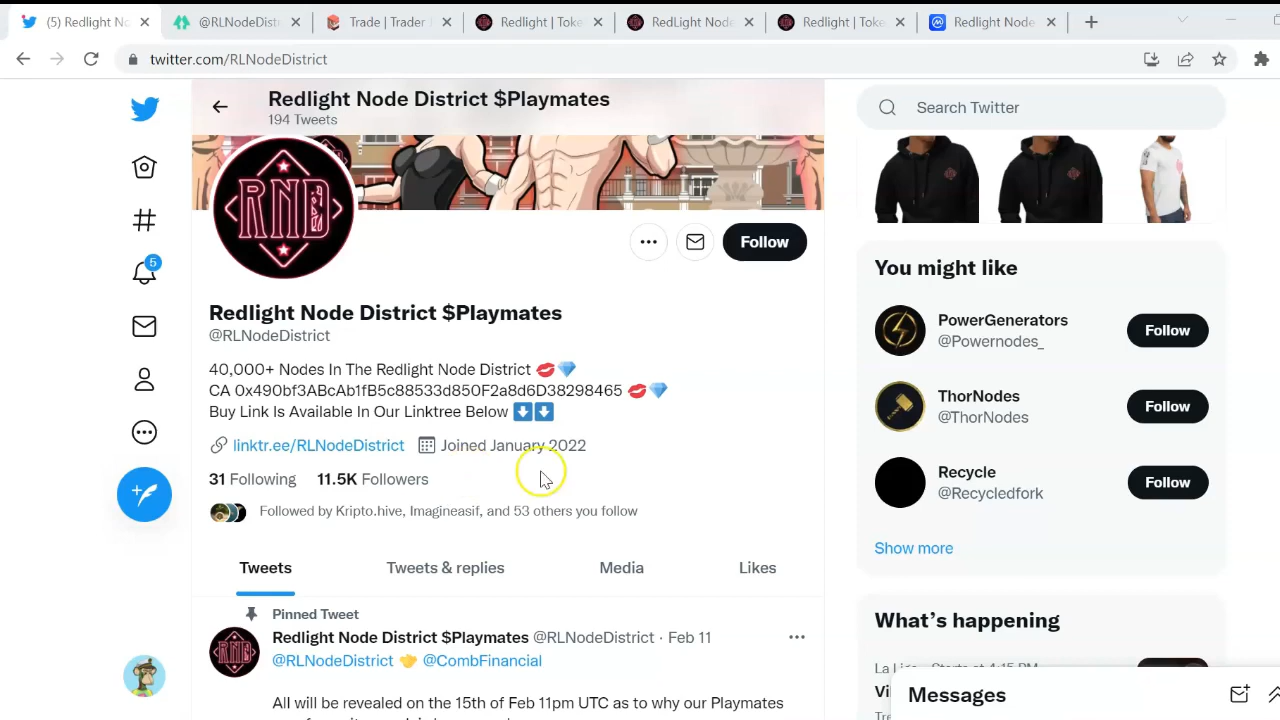 (5) Redlight N
@RLNodeDistr
Trade | Trader
Redlight | Toke
RedLight Node
Redlight | Toke
Redlight Node
twitter.com/RLNodeDistrict
Redlight Node District $Playmates
194 Tweets
Search Twitter
RND
Follow
You might like
Redlight Node District $Playmates
@RLNodeDistrict
PowerGenerators
@Powernodes_
Follow
40,000+ Nodes In The Redlight Node District 💋💎
CA 0x490bf3ABcAb1fB5c88533d850F2a8d6D38298465 💋💎
Buy Link Is Available In Our Linktree Below ⬇️⬇️
ThorNodes
@ThorNodes
Follow
linktr.ee/RLNodeDistrict Joined January 2022
31 Following 11.5K Followers
Recycle
@Recycledfork
Follow
Followed by Kripto.hive, Imagineasif, and 53 others you follow
Show more
Tweets Tweets & replies Media Likes
Pinned Tweet
Redlight Node District $Playmates @RLNodeDistrict · Feb 11
@RLNodeDistrict 🤝 @CombFinancial
All will be revealed on the 15th of Feb 11pm UTC as to why our Playmates
What's happening
5
Messages